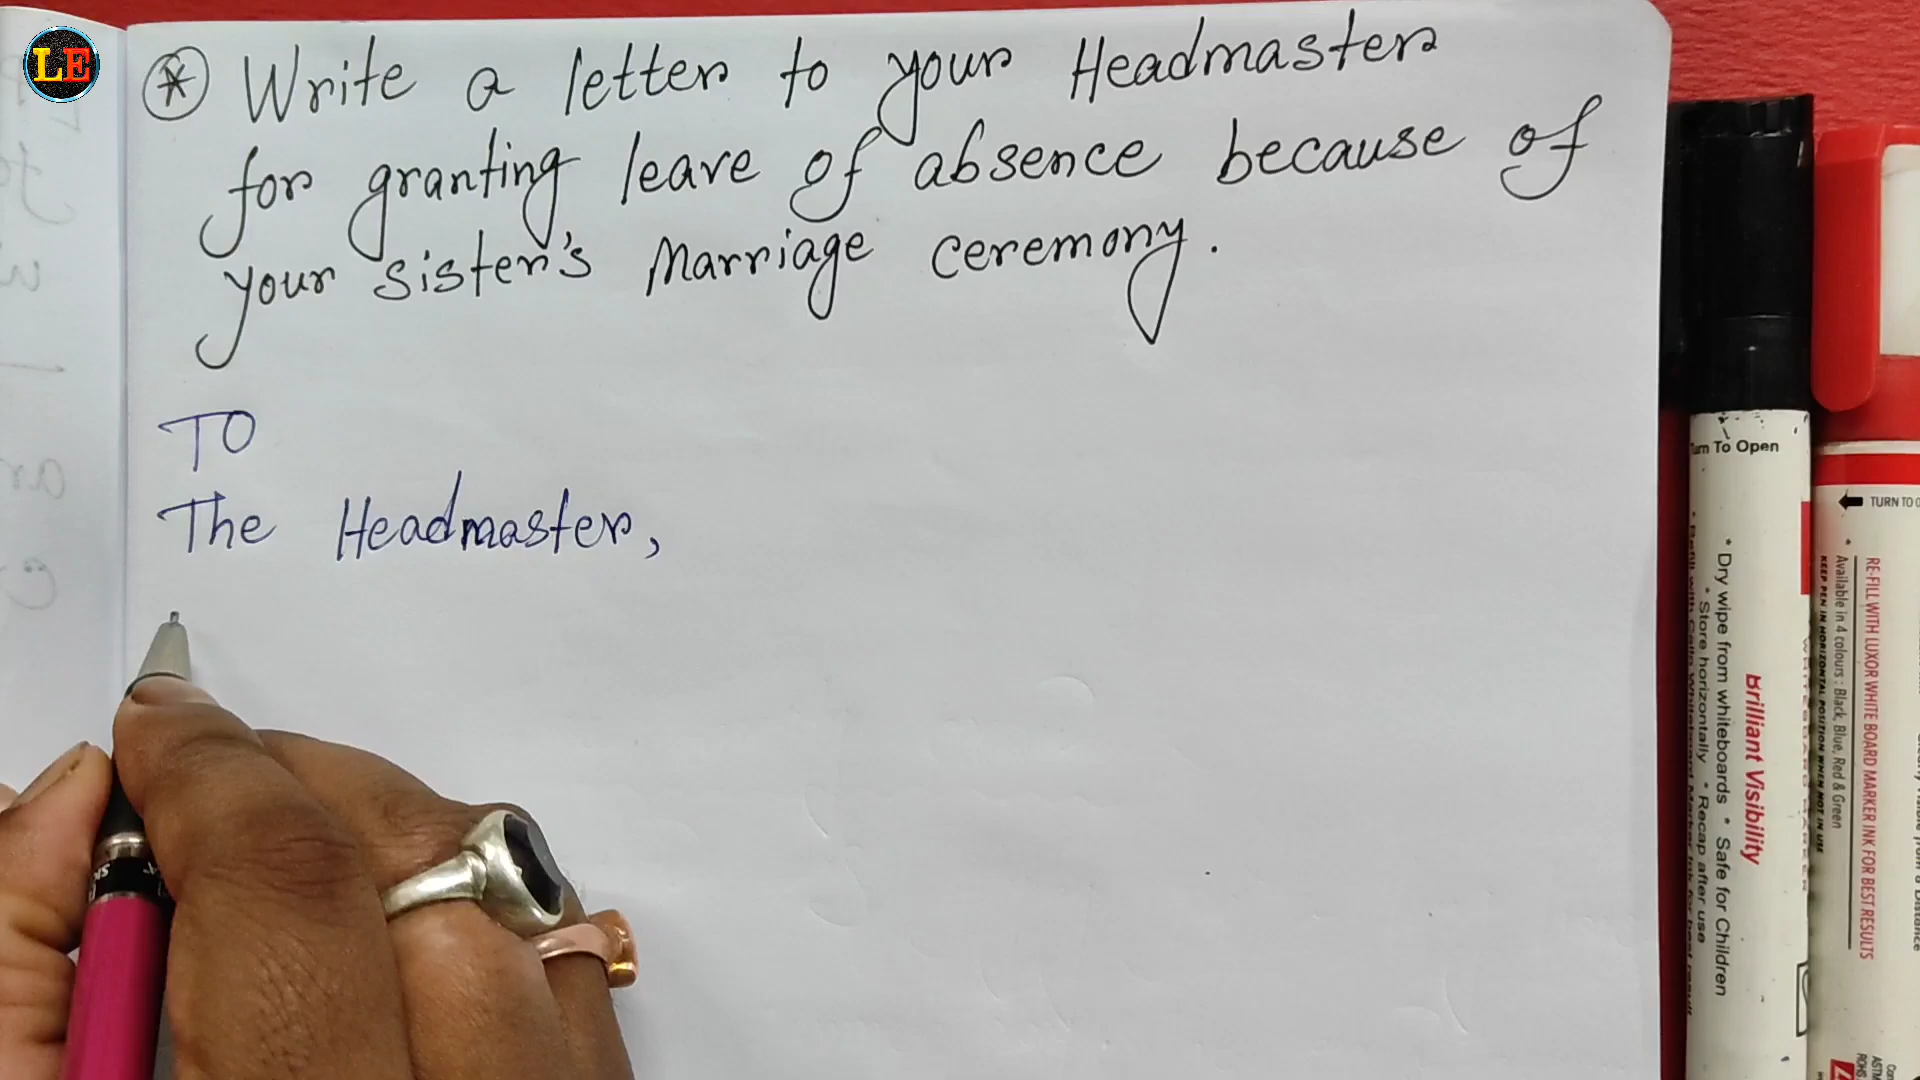 LE
Write a letter to your Headmaster
for granting leave of absence because of
your sister's Marriage ceremony.
TO
The Headmaster,
Turn To Open
* Dry wipe from whiteboards * Safe for Children
* Store horizontally * Recap after use
Brilliant Visibility
TURN TO
RE-FILL WITH LUXOR WHITE BOARD MARKER INK FOR BEST RESULTS
* Available in 4 colours : Black, Blue, Red & Green
KEEP PEN IN HORIZONTAL POSITION WHEN NOT IN USE